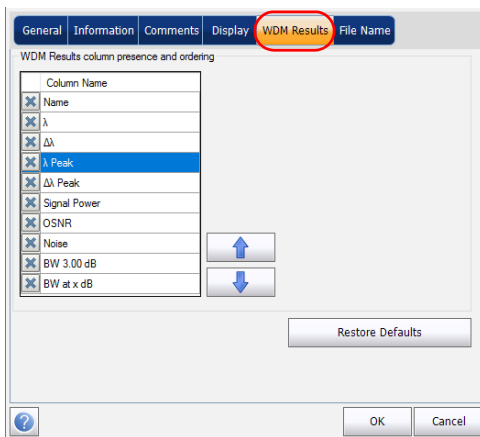 General Information Comments Display WDM Results File Name
WDM Results column presence and ordering
Column Name
Name
λ
Δλ
λ Peak
Δλ Peak
Signal Power
OSNR
Noise
BW 3.00 dB
BW at x dB
Restore Defaults
?
OK Cancel